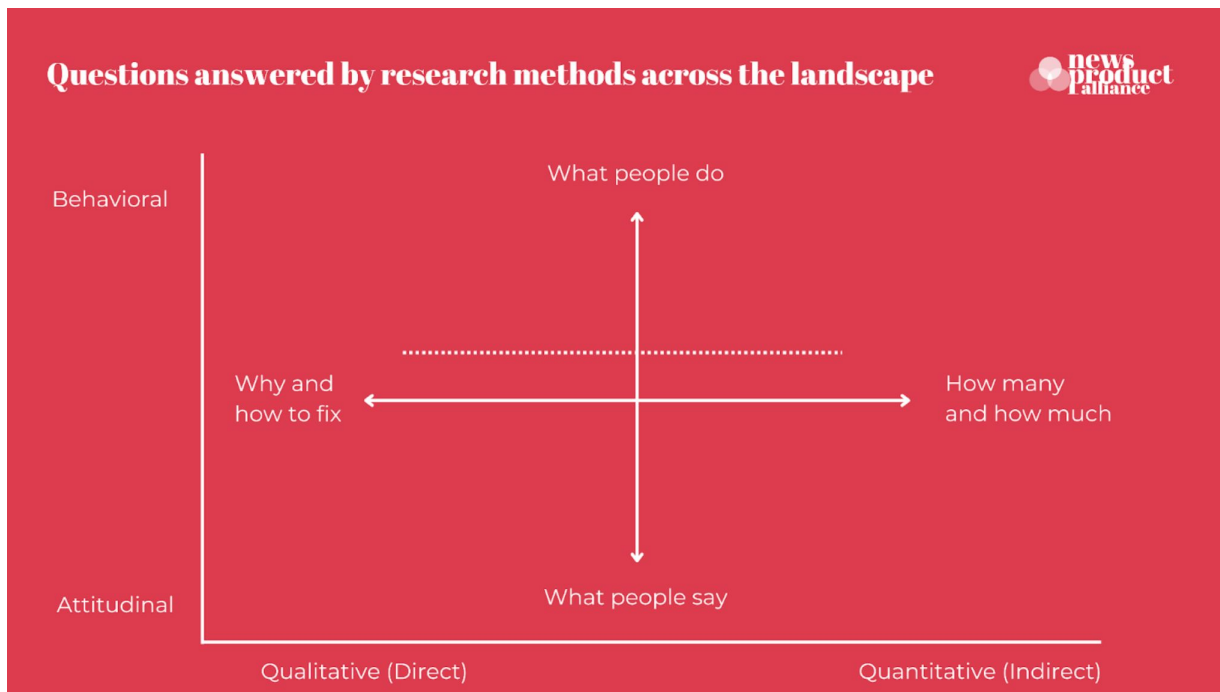 Questions answered by research methods across the landscape
news
product
alliance
What people do
Behavioral
Why and
how to fix
How many
and how much
What people say
Attitudinal
Qualitative (Direct)
Quantitative (Indirect)